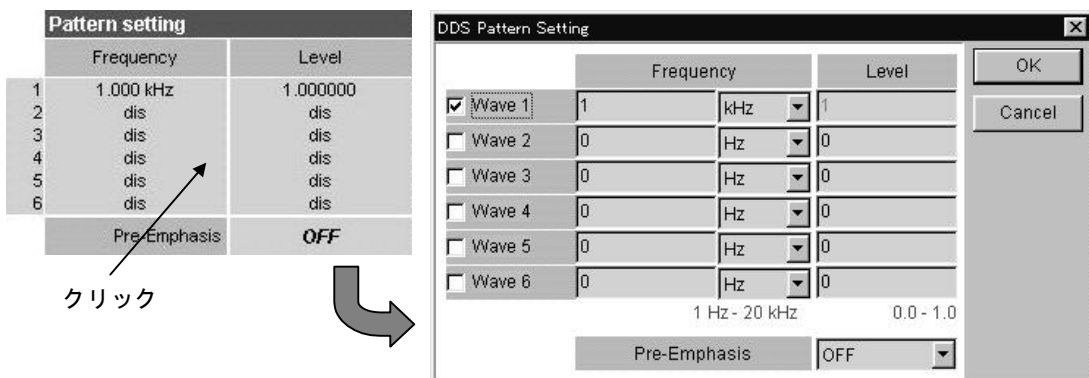 Pattern setting
Frequency Level
1 1.000 kHz 1.000000
2 dis dis
3 dis dis
4 dis dis
5 dis dis
6 dis dis
Pre-Emphasis OFF
クリック
DDS Pattern Setting
Frequency Level
Wave 1 1 kHz 1
Wave 2 0 Hz 0
Wave 3 0 Hz 0
Wave 4 0 Hz 0
Wave 5 0 Hz 0
Wave 6 0 Hz 0
1 Hz - 20 kHz 0.0 - 1.0
Pre-Emphasis OFF
OK
Cancel